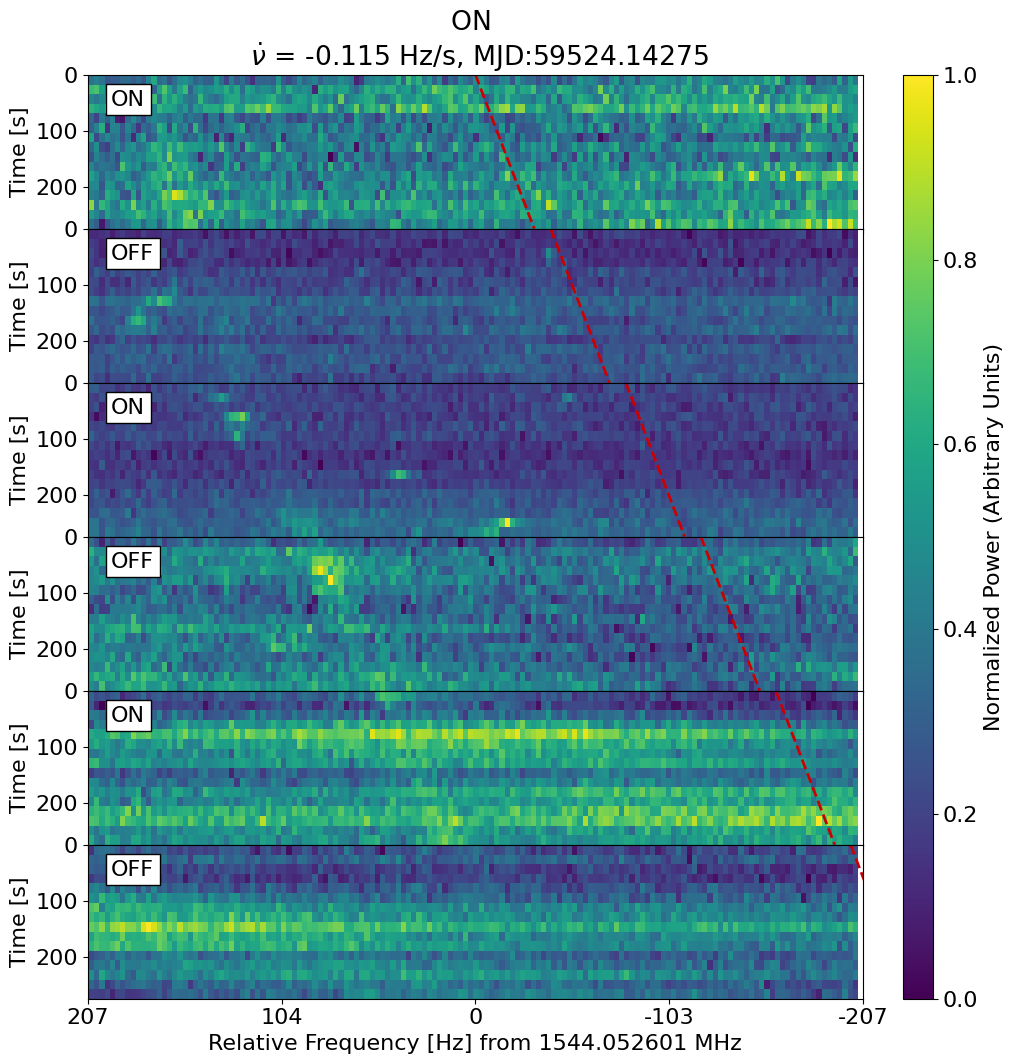 ON
ν̇ = -0.115 Hz/s, MJD:59524.14275
0
ON
100
200
Time [s]
0
OFF
100
200
Time [s]
0
ON
100
200
Time [s]
0
OFF
100
200
Time [s]
0
ON
100
200
Time [s]
0
OFF
100
200
Time [s]
207 104 0 -103 -207
Relative Frequency [Hz] from 1544.052601 MHz
1.0
0.8
0.6
0.4
0.2
0.0
Normalized Power (Arbitrary Units)